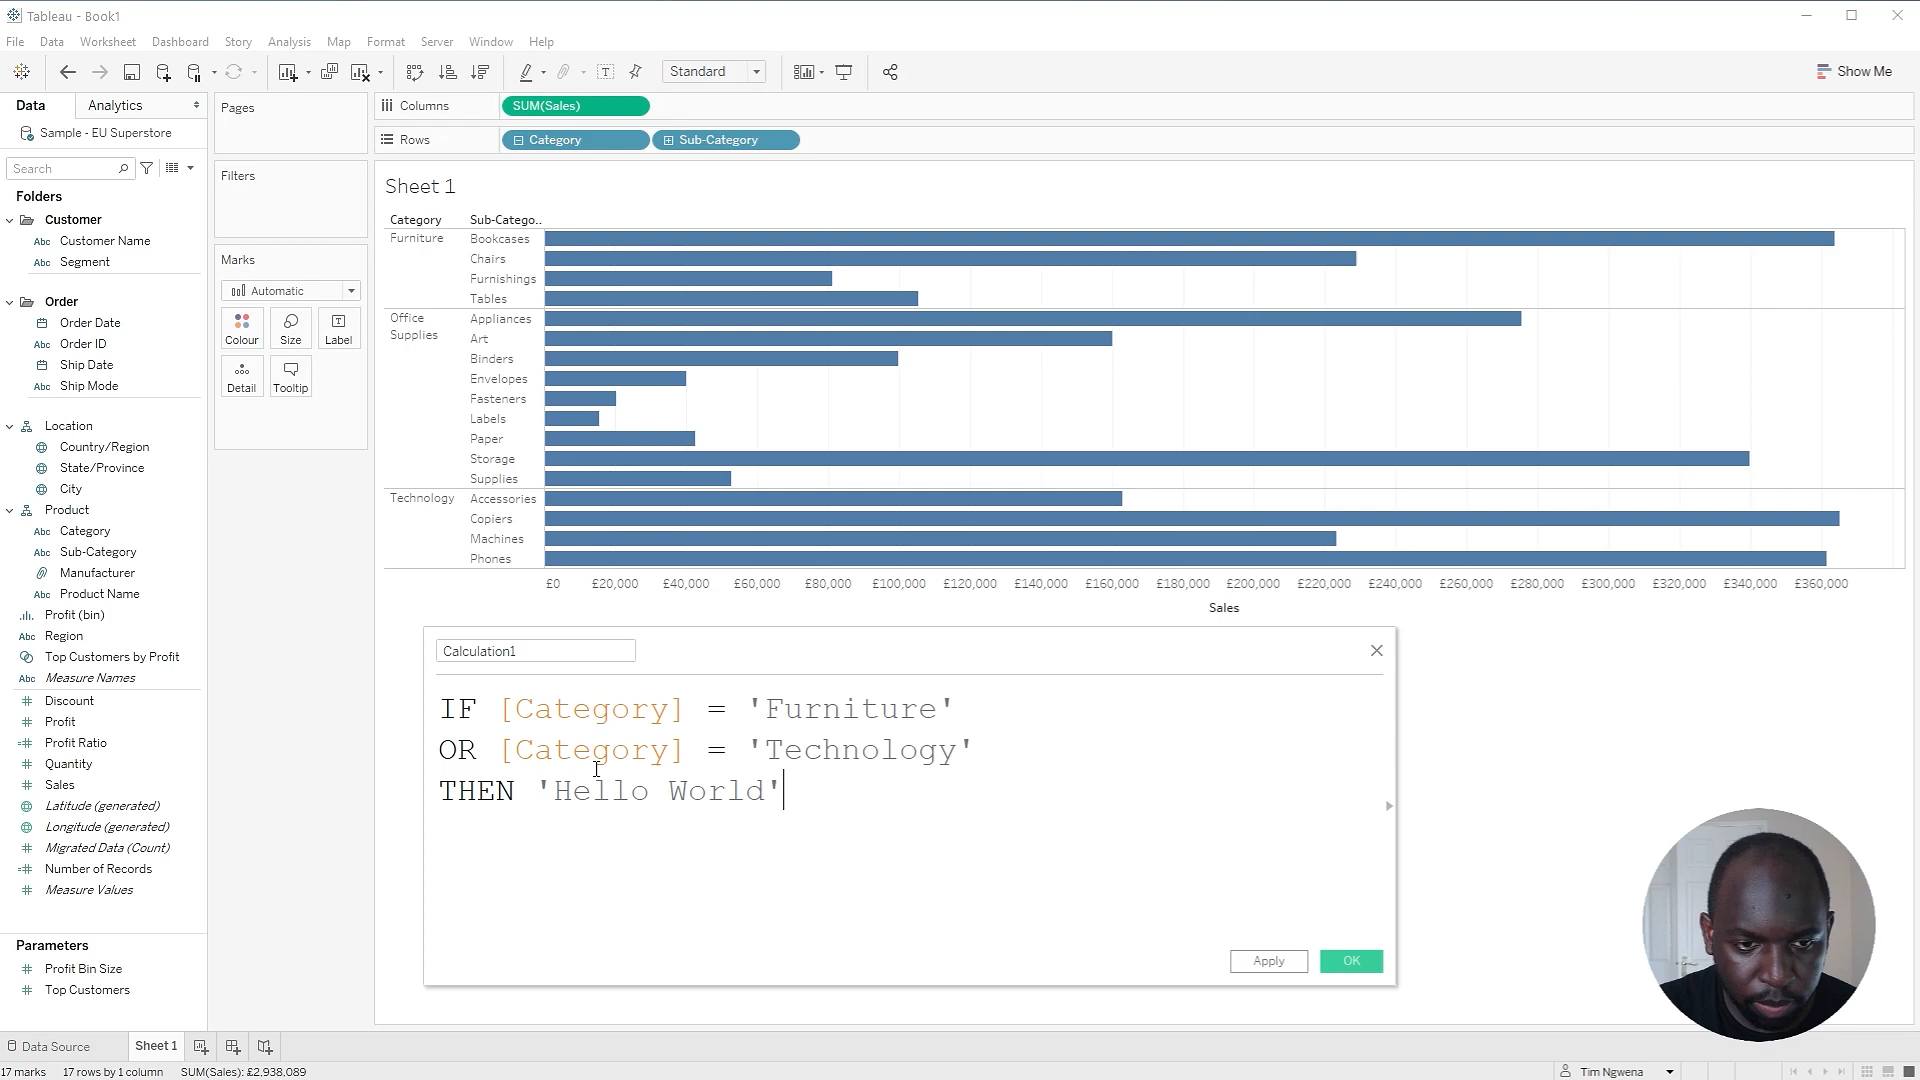 Tableau - Book1
File Data Worksheet Dashboard Story Analysis Map Format Server Window Help
Standard
Show Me
Data Analytics
Sample - EU Superstore
Search
Folders
Customer
Abc Customer Name
Abc Segment
Order
Order Date
Abc Order ID
Ship Date
Abc Ship Mode
Location
Country/Region
State/Province
City
Product
Abc Category
Abc Sub-Category
Manufacturer
Abc Product Name
Profit (bin)
Abc Region
Top Customers by Profit
Abc Measure Names
# Discount
# Profit
=# Profit Ratio
# Quantity
# Sales
Latitude (generated)
Longitude (generated)
# Migrated Data (Count)
=# Number of Records
# Measure Values
Parameters
# Profit Bin Size
# Top Customers
Pages
Filters
Marks
Automatic
Colour Size Label
Detail Tooltip
Columns SUM(Sales)
Rows Category Sub-Category
Sheet 1
Category Sub-Catego..
Furniture Bookcases
Chairs
Furnishings
Tables
Office Supplies Appliances
Art
Binders
Envelopes
Fasteners
Labels
Paper
Storage
Supplies
Technology Accessories
Copiers
Machines
Phones
£0 £20,000 £40,000 £60,000 £80,000 £100,000 £120,000 £140,000 £160,000 £180,000 £200,000 £220,000 £240,000 £260,000 £280,000 £300,000 £320,000 £340,000 £360,000
Sales
Calculation1
IF [Category] = 'Furniture'
OR [Category] = 'Technology'
THEN 'Hello World'
Apply OK
Data Source Sheet 1
17 marks 17 rows by 1 column SUM(Sales): £2,938,089
Tim Ngwena